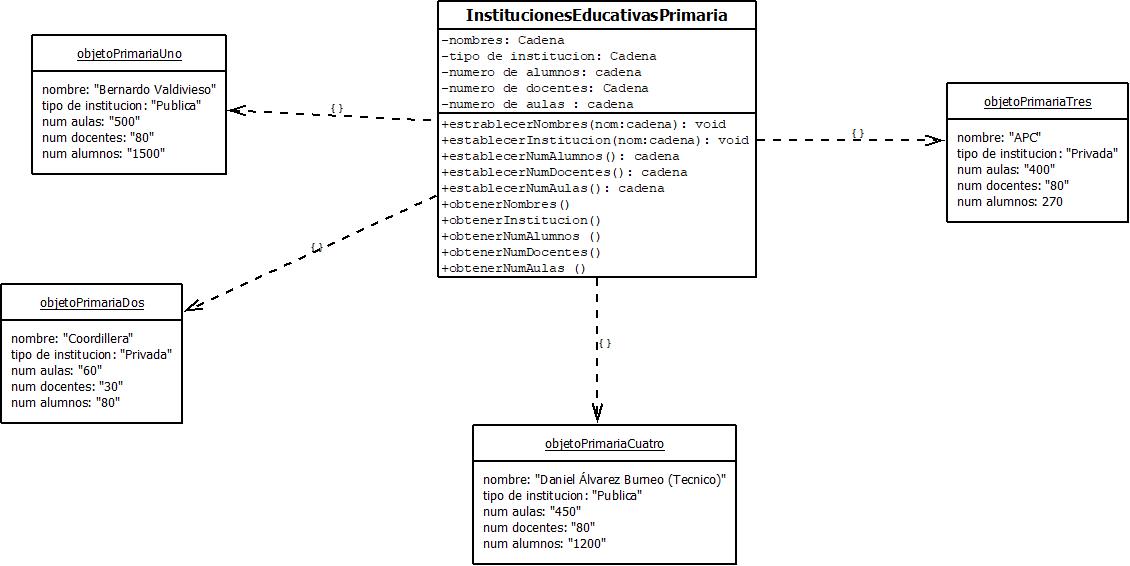 InstitucionesEducativasPrimaria
-nombres: Cadena
-tipo de institucion: Cadena
-numero de alumnos: cadena
-numero de docentes: Cadena
-numero de aulas : cadena
+estrablecerNombres(nom:cadena): void
+establecerInstitucion(nom:cadena): void
+establecerNumAlumnos(): cadena
+establecerNumDocentes(): cadena
+establecerNumAulas(): cadena
+obtenerNombres()
+obtenerInstitucion()
+obtenerNumAlumnos ()
+obtenerNumDocentes()
+obtenerNumAulas ()
objetoPrimariaUno
nombre: "Bernardo Valdivieso"
tipo de institucion: "Publica"
num aulas: "500"
num docentes: "80"
num alumnos: "1500"
{}
objetoPrimariaTres
nombre: "APC"
tipo de institucion: "Privada"
num aulas: "400"
num docentes: "80"
num alumnos: 270
{}
objetoPrimariaDos
nombre: "Coordillera"
tipo de institucion: "Privada"
num aulas: "60"
num docentes: "30"
num alumnos: "80"
{}
objetoPrimariaCuatro
nombre: "Daniel Álvarez Burneo (Tecnico)"
tipo de institucion: "Publica"
num aulas: "450"
num docentes: "80"
num alumnos: "1200"
{}